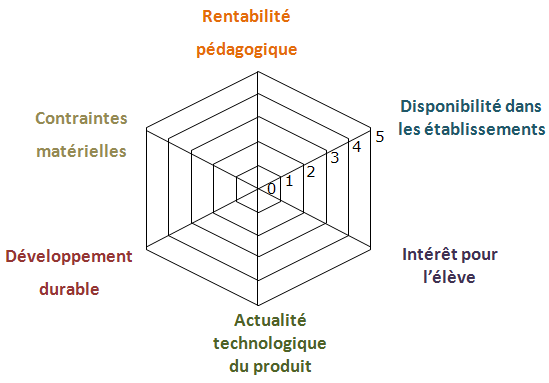 Rentabilité
pédagogique
Disponibilité dans
les établissements
Contraintes
matérielles
5
4
3
2
1
0
Intérêt pour
l’élève
Développement
durable
Actualité
technologique
du produit